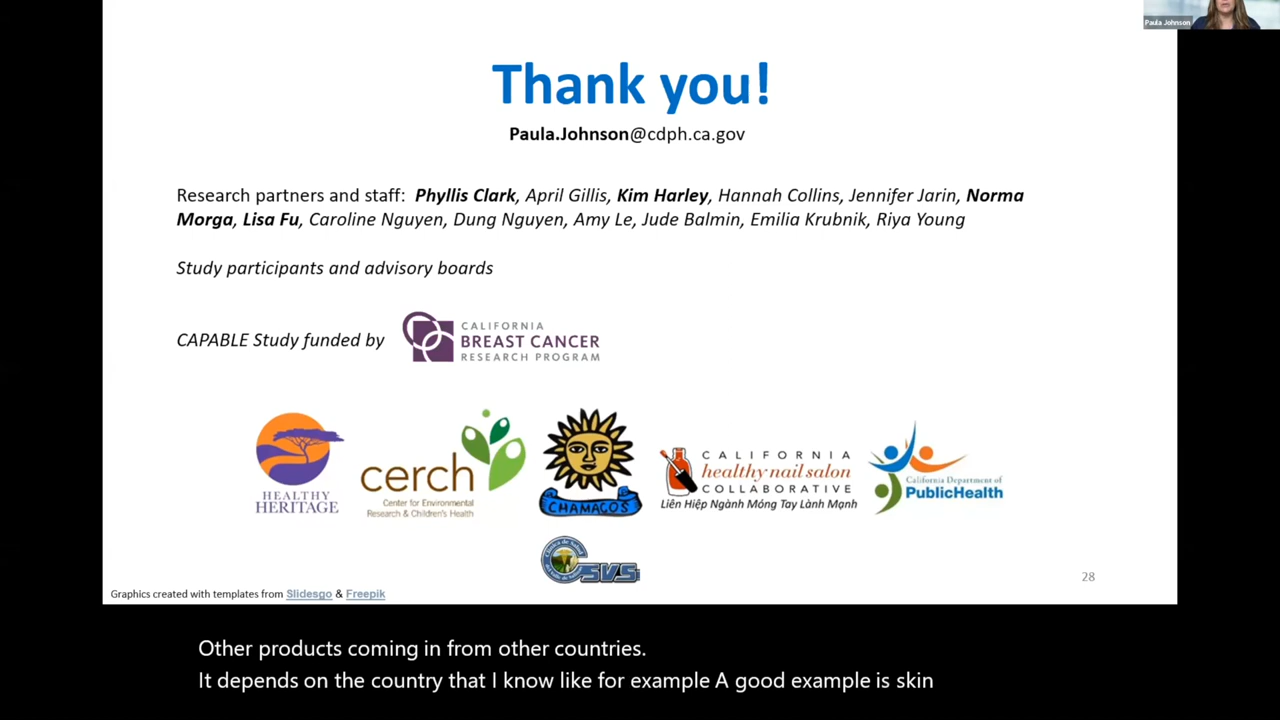 Paula Johnson
Thank you!
Paula.Johnson@cdph.ca.gov
Research partners and staff: Phyllis Clark, April Gillis, Kim Harley, Hannah Collins, Jennifer Jarin, Norma
Morga, Lisa Fu, Caroline Nguyen, Dung Nguyen, Amy Le, Jude Balmin, Emilia Krubnik, Riya Young
Study participants and advisory boards
CAPABLE Study funded by
CALIFORNIA
BREAST CANCER
RESEARCH PROGRAM
HEALTHY
HERITAGE
cerch
Center for Environmental
Research & Children's Health
CHAMACOS
CALIFORNIA
healthy nail salon
COLLABORATIVE
Liên Hiệp Ngành Móng Tay Lành Mạnh
California Department of
PublicHealth
CSVS
28
Graphics created with templates from Slidesgo & Freepik
Other products coming in from other countries.
It depends on the country that I know like for example A good example is skin